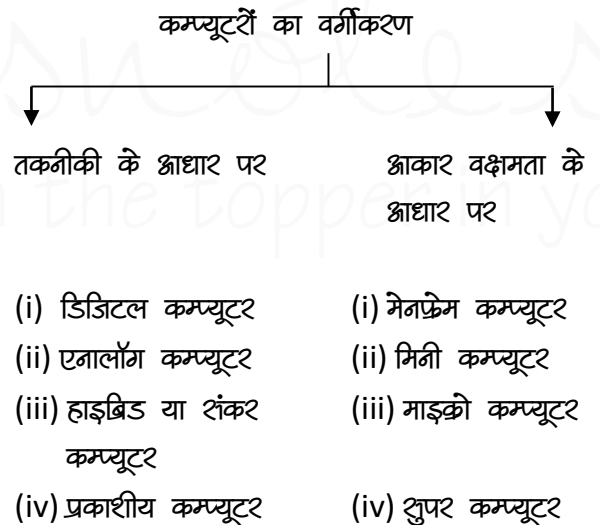 कम्प्यूटरों का वर्गीकरण
तकनीकी के आधार पर
आकार वक्षमता के
आधार पर
(i) डिजिटल कम्प्यूटर
(ii) एनालॉग कम्प्यूटर
(iii) हाइब्रिड या संकर
कम्प्यूटर
(iv) प्रकाशीय कम्प्यूटर
(i) मेनफ्रेम कम्प्यूटर
(ii) मिनी कम्प्यूटर
(iii) माइक्रो कम्प्यूटर
(iv) सुपर कम्प्यूटर